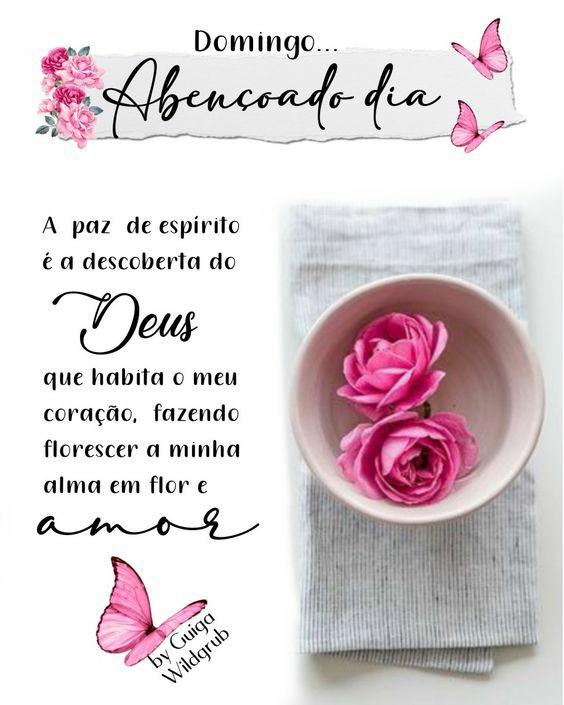 Domingo...
Abençoado dia
A paz de espírito
é a descoberta do
Deus
que habita o meu
coração, fazendo
florescer a minha
alma em flor e
amor
by Guiga
Wildgrub